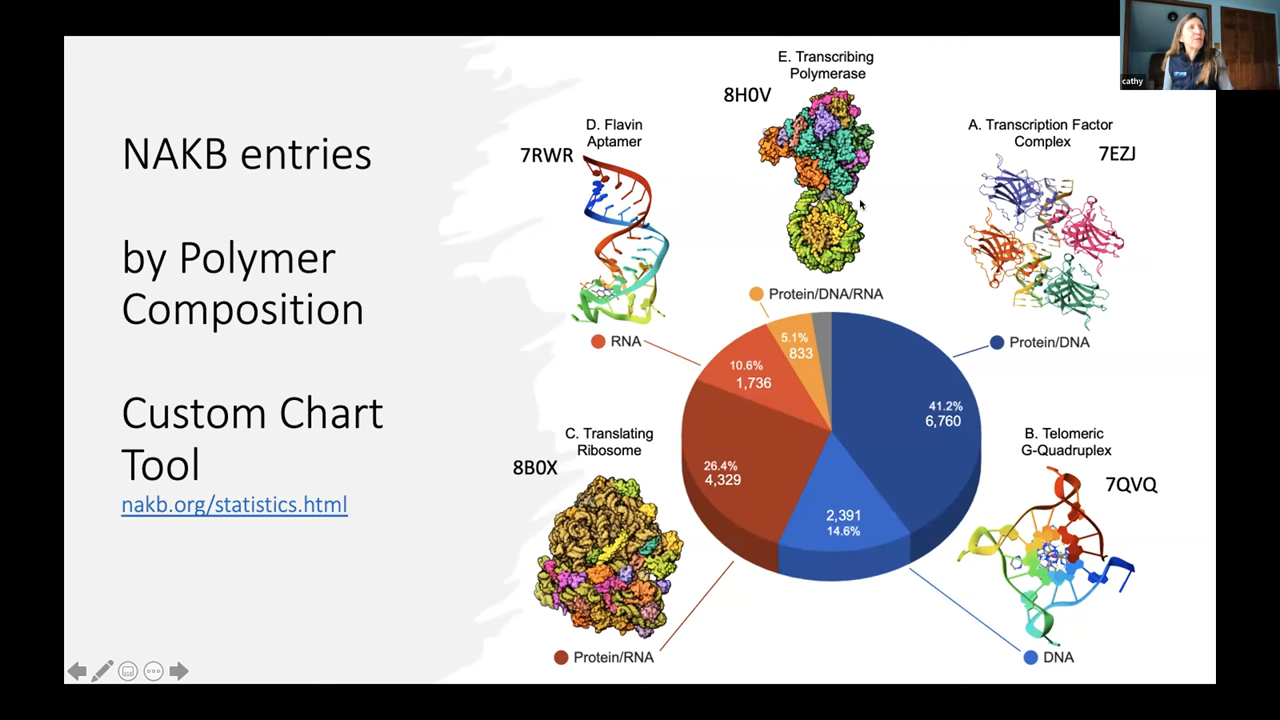 NAKB entries
by Polymer
Composition
Custom Chart
Tool
nakb.org/statistics.html
E. Transcribing
Polymerase
8H0V
D. Flavin
Aptamer
7RWR
A. Transcription Factor
Complex
7EZJ
Protein/DNA/RNA
RNA
Protein/DNA
5.1%
833
10.6%
1,736
41.2%
6,760
26.4%
4,329
2,391
14.6%
C. Translating
Ribosome
8B0X
B. Telomeric
G-Quadruplex
7QVQ
Protein/RNA
DNA
cathy